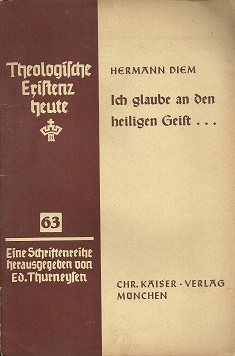 Theologische
Existenz
heute
63
Eine Schriftenreihe
herausgegeben von
Ed. Thurneysen
HERMANN DIEM
Ich glaube an den
heiligen Geist . . .
CHR. KAISER · VERLAG
MÜNCHEN